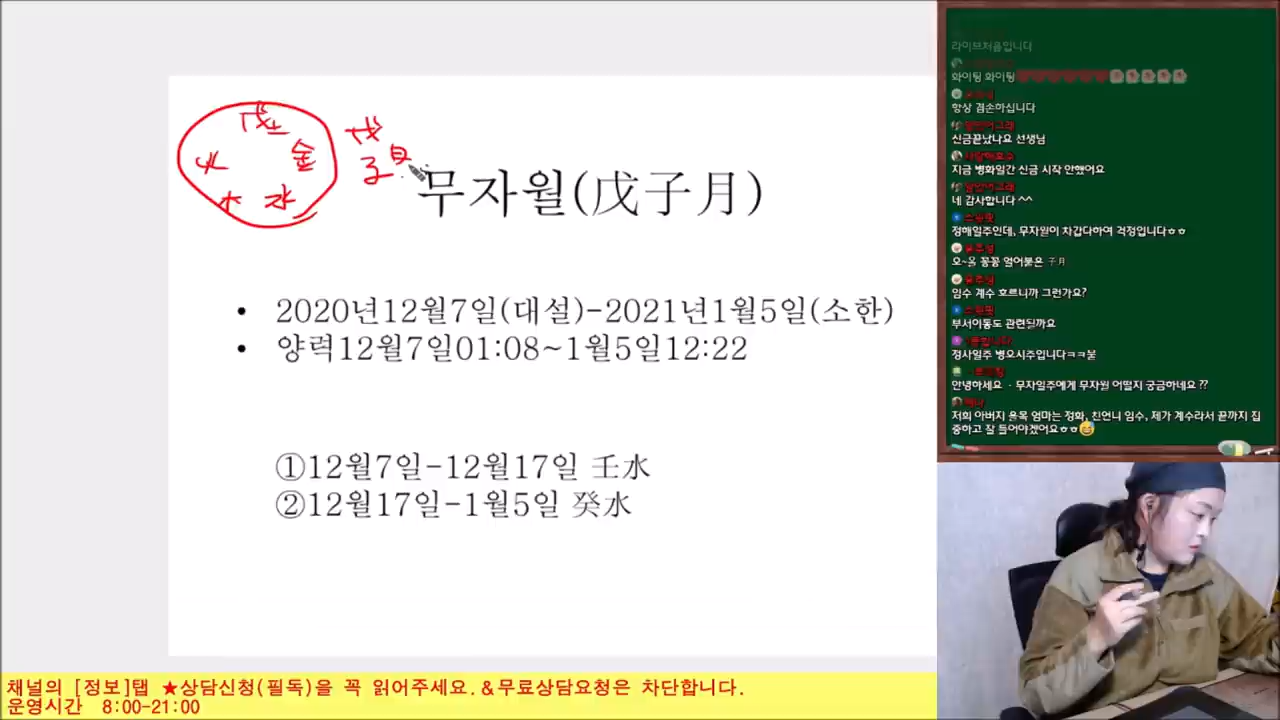 戊土
金
水
木
火
戊
子月
무자월(戊子月)
• 2020년12월7일(대설)-2021년1월5일(소한)
• 양력12월7일01:08~1월5일12:22
①12월7일-12월17일 壬水
②12월17일-1월5일 癸水
라이브처음입니다
화이팅 화이팅
항상 겸손하십니다
신금끝났나요 선생님
지금 병화일간 신금 시작 안했어요
네 감사합니다 ^^
정해일주인데, 무자월이 차갑다하여 걱정입니다ㅎㅎ
오~올 꽁꽁 얼어붙은 子月
임수 계수 흐르니까 그런가요?
부서이동도 관련될까요
정사일주 병오시주입니다ㅋㅋ불
안녕하세요 · 무자일주에게 무자월 어떨지 궁금하네요 ??
저희 아버지 을목 엄마는 정화, 친언니 임수, 제가 계수라서 끝까지 집
중하고 잘 들어야겠어요ㅎㅎ😅
채널의 [정보]탭 ★상담신청(필독)을 꼭 읽어주세요.&무료상담요청은 차단합니다.
운영시간 8:00-21:00